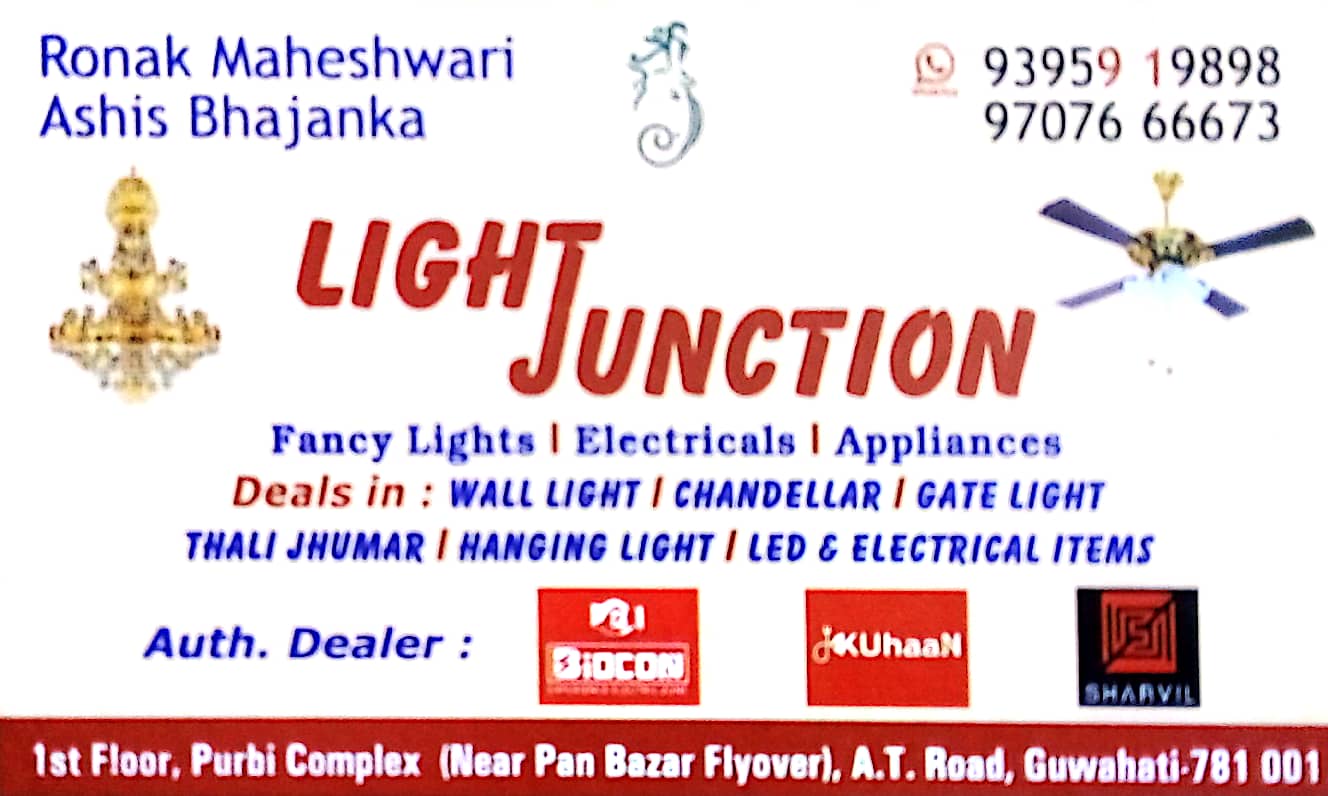 Ronak Maheshwari
Ashis Bhajanka
93959 19898
97076 66673
LIGHT
JUNCTION
Fancy Lights | Electricals | Appliances
Deals in : WALL LIGHT / CHANDELLAR / GATE LIGHT
THALI JHUMAR / HANGING LIGHT / LED & ELECTRICAL ITEMS
Auth. Dealer :
BIOCON
KUhaaN
SHARVIL
1st Floor, Purbi Complex (Near Pan Bazar Flyover), A.T. Road, Guwahati-781 001